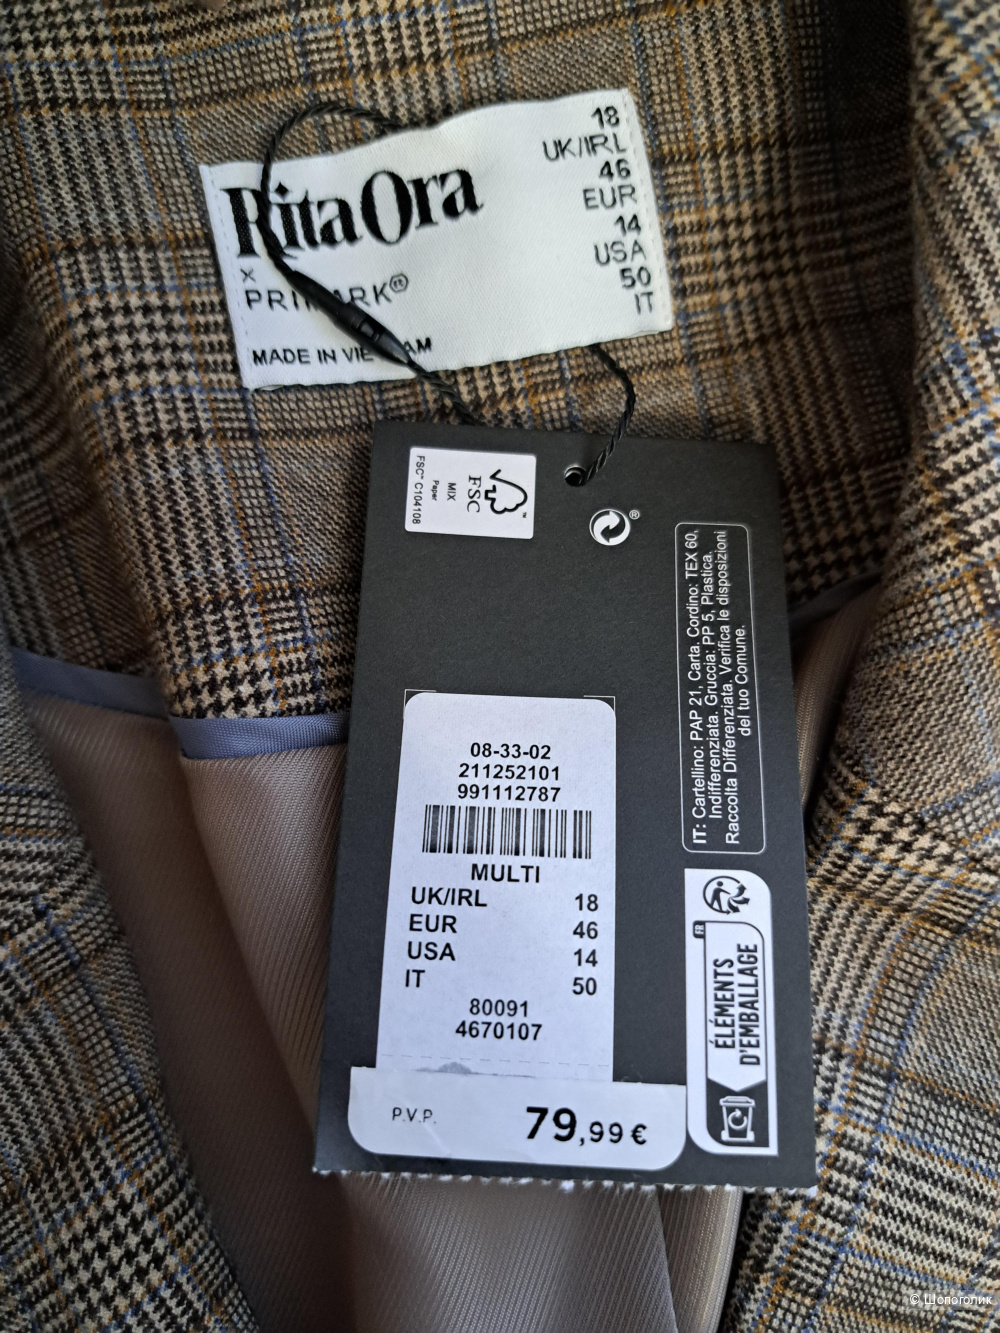 Rita Ora
x
PRIMARK®
MADE IN VIETNAM
18
UK/IRL
46
EUR
14
USA
50
IT
FSC
MIX
Paper
FSC™ C104108
08-33-02
211252101
991112787
MULTI
UK/IRL 18
EUR 46
USA 14
IT 50
80091
4670107
P.V.P. 79,99 €
IT: Cartellino: PAP 21, Carta. Cordino: TEX 60,
Indifferenziata. Gruccia: PP 5, Plastica.
Raccolta Differenziata. Verifica le disposizioni
del tuo Comune.
FR
ÉLÉMENTS
D'EMBALLAGE
© Шопоголик